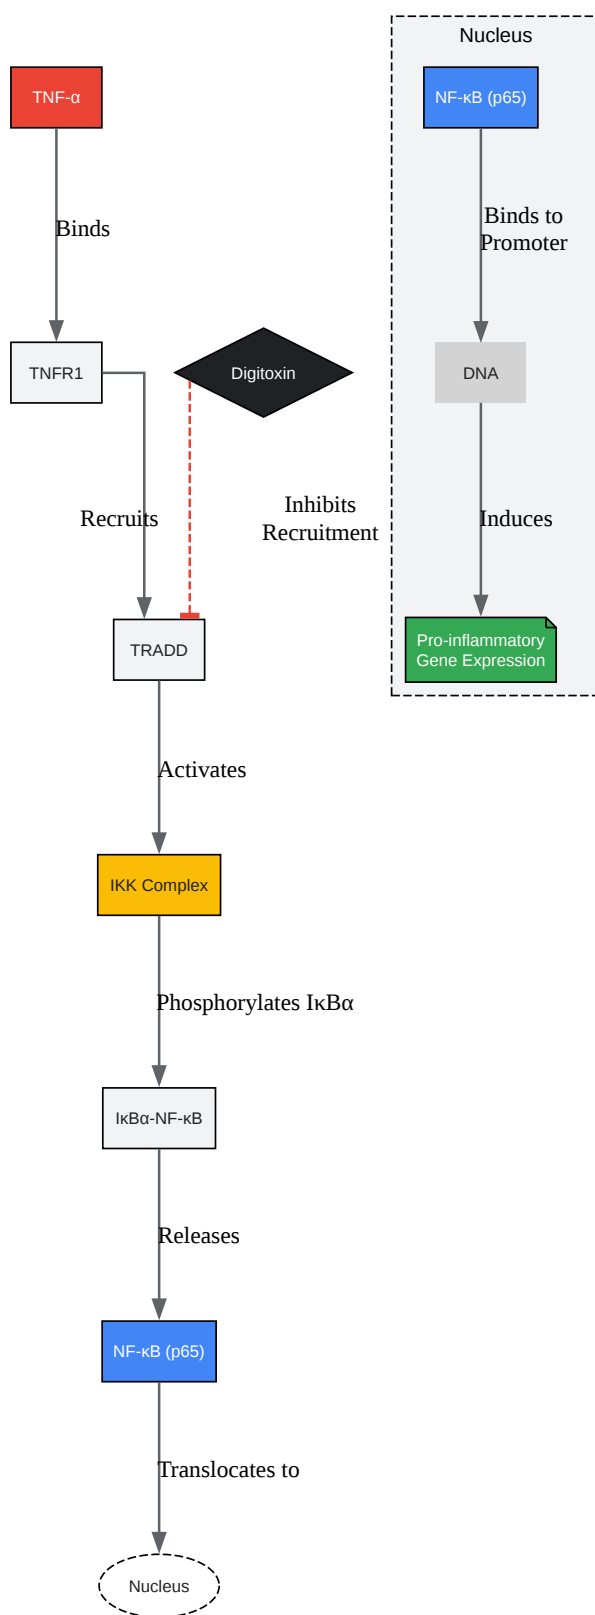 Nucleus
TNF-α
NF-κB (p65)
Binds
Binds to
Promoter
TNFR1
Digitoxin
DNA
Recruits
Inhibits
Recruitment
Induces
TRADD
Pro-inflammatory
Gene Expression
Activates
IKK Complex
Phosphorylates IκBα
IκBα-NF-κB
Releases
NF-κB (p65)
Translocates to
Nucleus